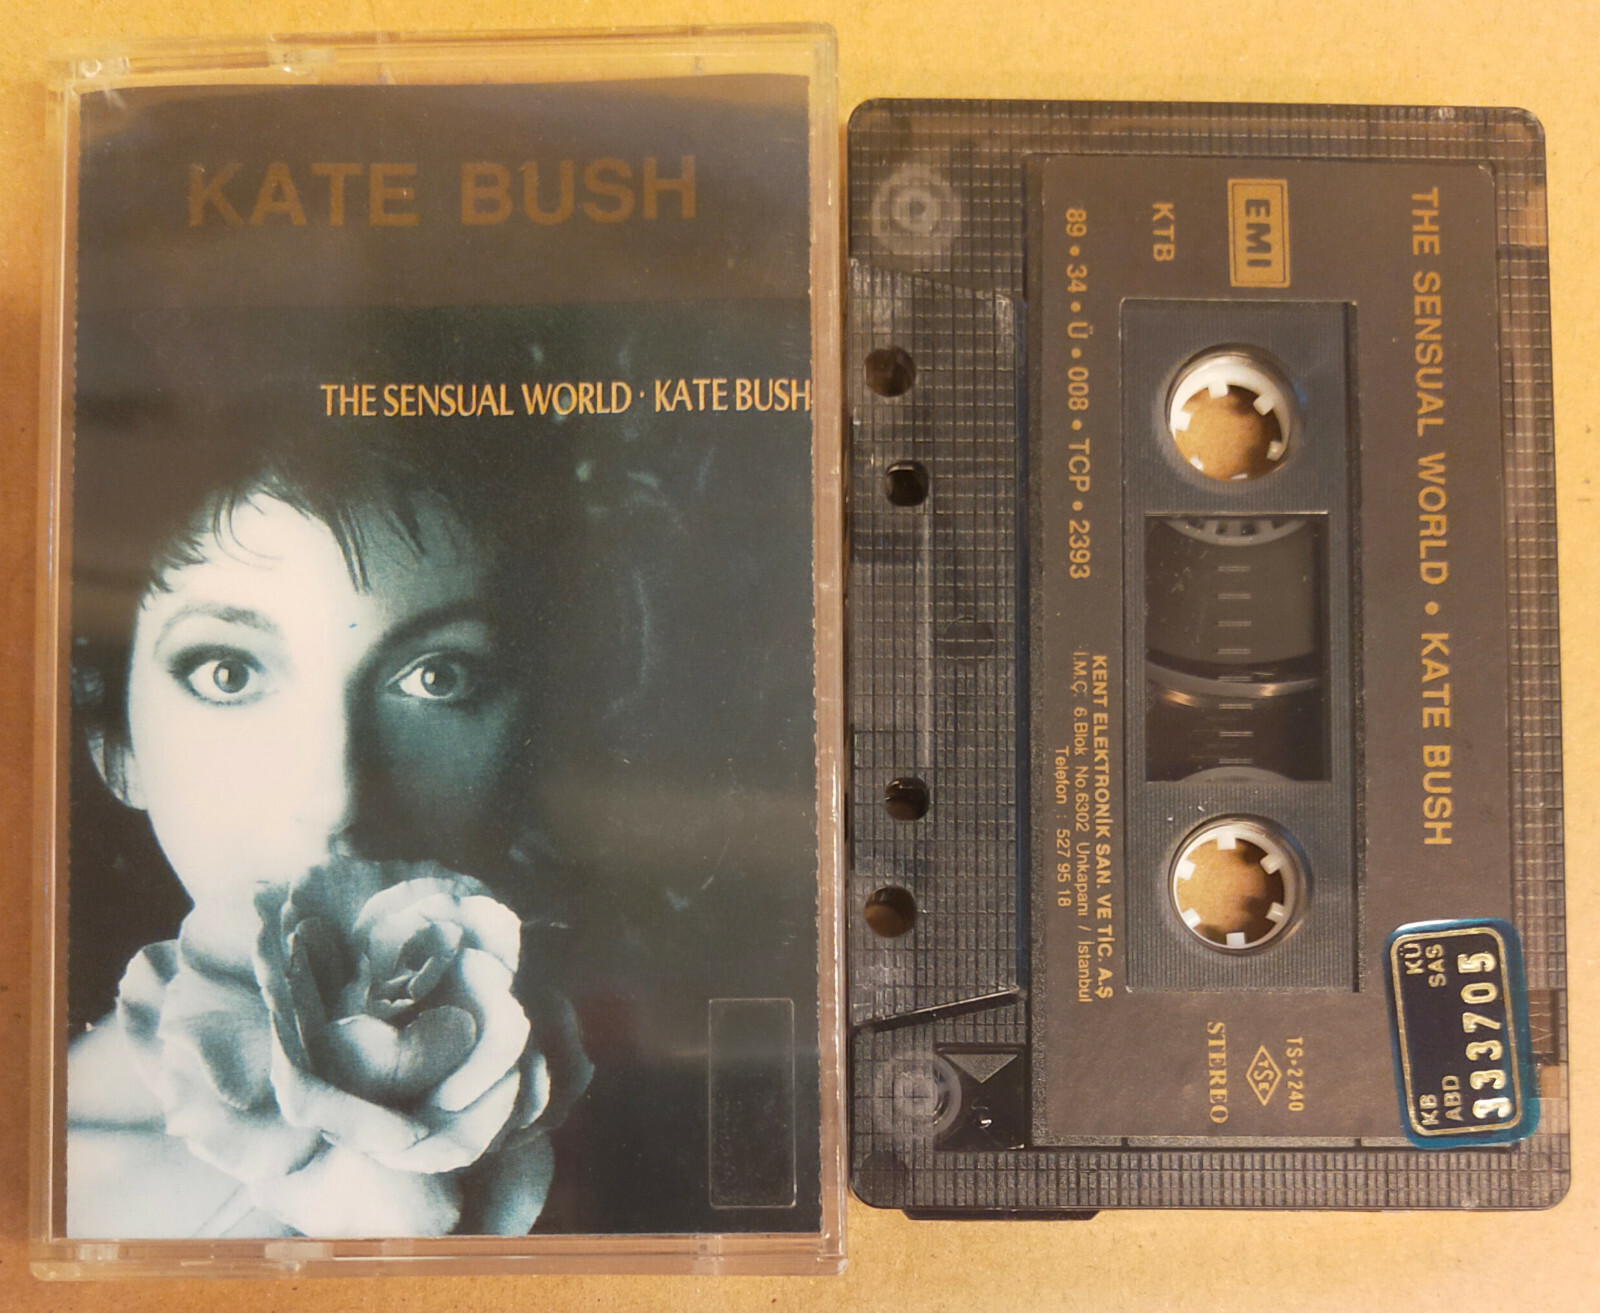 KATE BUSH
THE SENSUAL WORLD · KATE BUSH
THE SENSUAL WORLD • KATE BUSH
EMI
KTB
89 • 34 • Ü • 008 • TCP • 2393
KENT ELEKTRONİK SAN. VE TİC. A.Ş
İ.M.Ç. 6.Blok No.6302 Unkapanı / İstanbul
Telefon : 527 95 18
TS-2240
TSE
STEREO
KÜ
SAS
333705
KB
ABD